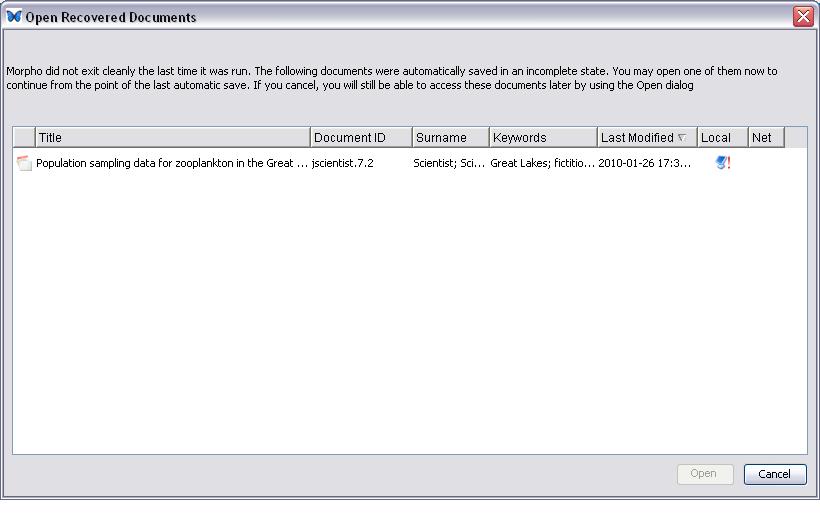 Open Recovered Documents
Morpho did not exit cleanly the last time it was run. The following documents were automatically saved in an incomplete state. You may open one of them now to
continue from the point of the last automatic save. If you cancel, you will still be able to access these documents later by using the Open dialog
Title Document ID Surname Keywords Last Modified Local Net
Population sampling data for zooplankton in the Great ... jscientist.7.2 Scientist; Sci... Great Lakes; fictitio... 2010-01-26 17:3... !
Open Cancel